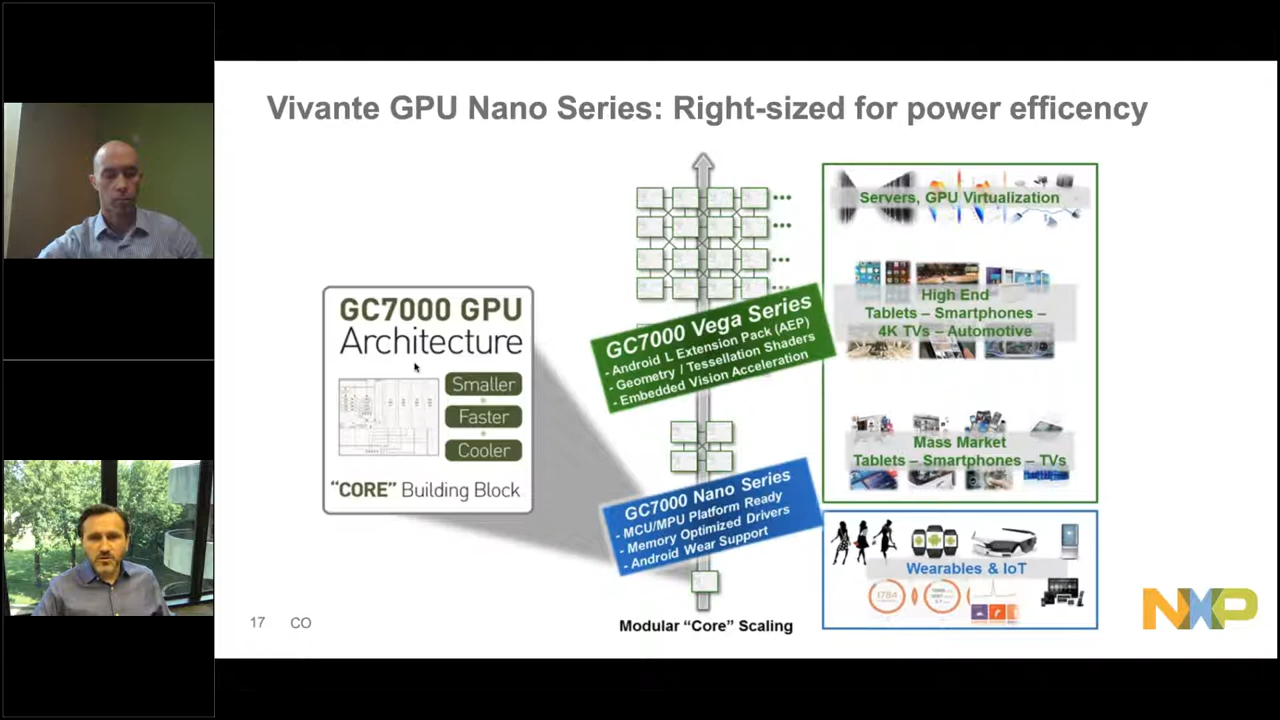 Vivante GPU Nano Series: Right-sized for power efficency
GC7000 GPU
Architecture
Smaller
Faster
Cooler
“CORE” Building Block
GC7000 Vega Series
- Android L Extension Pack (AEP)
- Geometry / Tessellation Shaders
- Embedded Vision Acceleration
GC7000 Nano Series
- MCU/MPU Platform Ready
- Memory Optimized Drivers
- Android Wear Support
Modular “Core” Scaling
Servers, GPU Virtualization
High End
Tablets – Smartphones –
4K TVs – Automotive
Mass Market
Tablets – Smartphones – TVs
Wearables & IoT
1784
17 CO
NXP